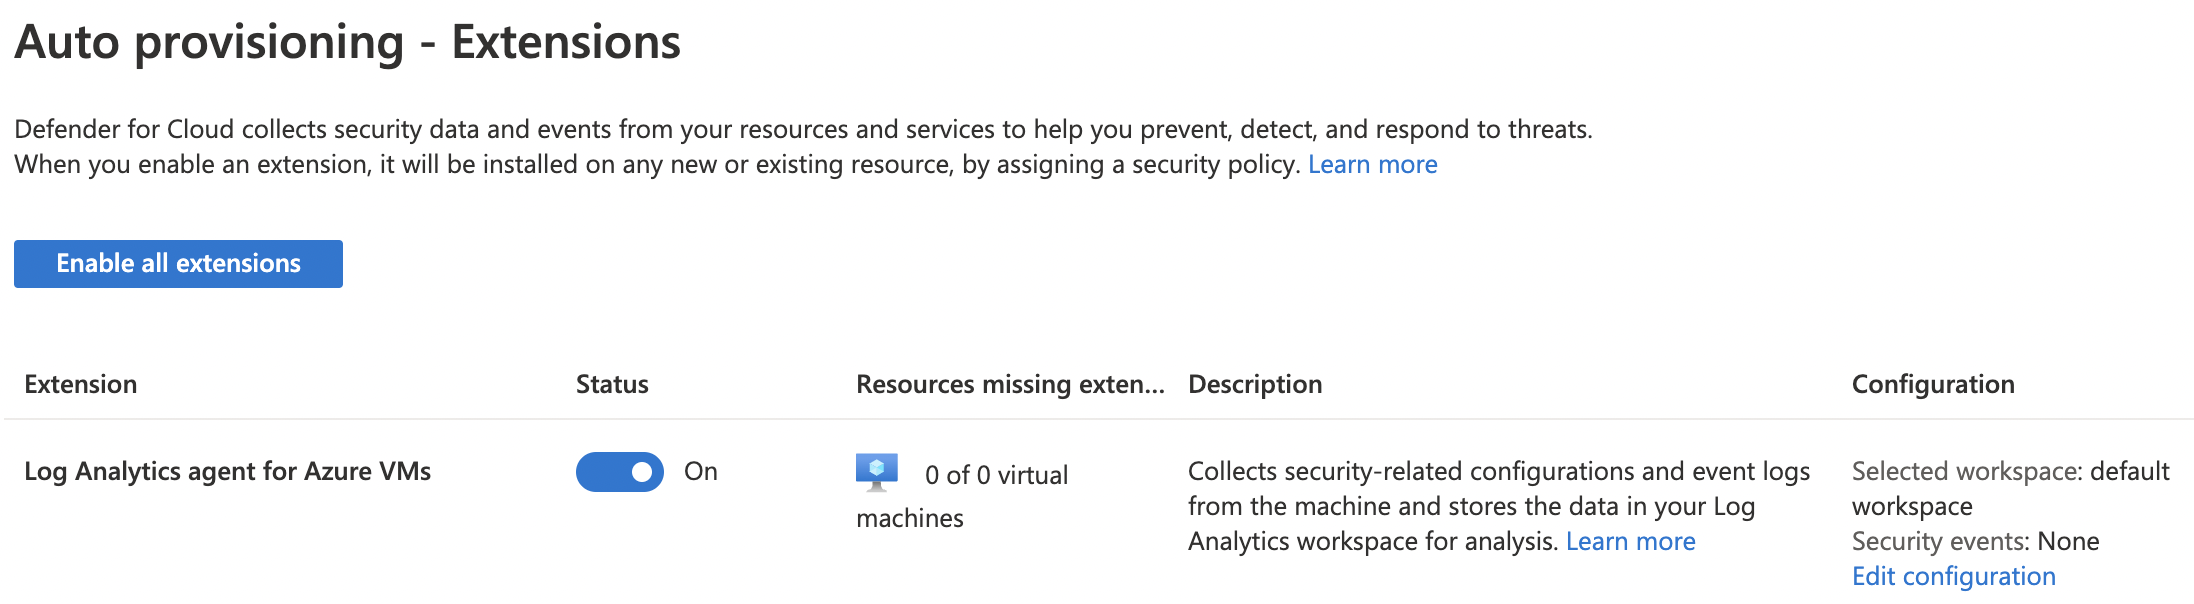 Auto provisioning - Extensions
Defender for Cloud collects security data and events from your resources and services to help you prevent, detect, and respond to threats.
When you enable an extension, it will be installed on any new or existing resource, by assigning a security policy. Learn more
Enable all extensions
Extension Status Resources missing exten... Description Configuration
Log Analytics agent for Azure VMs
On
0 of 0 virtual
machines
Collects security-related configurations and event logs
from the machine and stores the data in your Log
Analytics workspace for analysis. Learn more
Selected workspace: default
workspace
Security events: None
Edit configuration